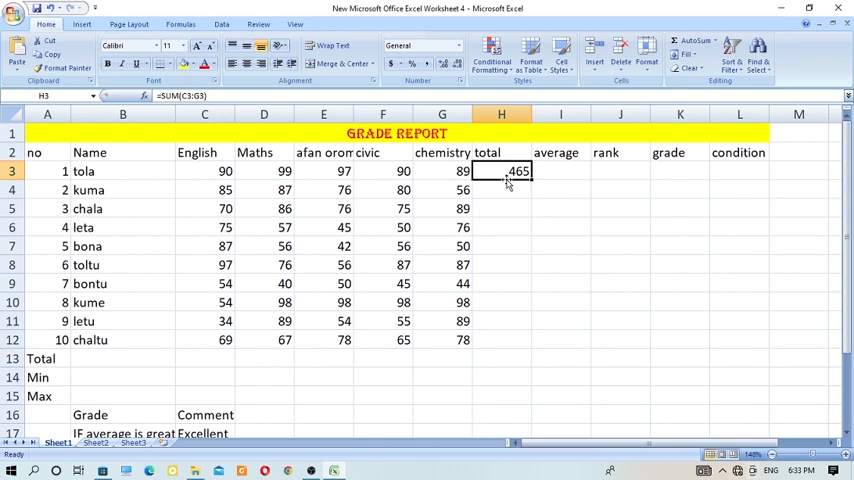 New Microsoft Office Excel Worksheet 4 - Microsoft Excel
Home Insert Page Layout Formulas Data Review View
Cut
Copy
Format Painter
Paste
Clipboard
Calibri 11
B I U
Font
Wrap Text
Merge & Center
Alignment
General
$ % ,
Number
Conditional Formatting
Format as Table
Cell Styles
Styles
Insert Delete Format
Cells
Σ AutoSum
Fill
Clear
Sort & Filter
Find & Select
Editing
H3 fx =SUM(C3:G3)
A B C D E F G H I J K L M
1 GRADE REPORT
2 no Name English Maths afan orom civic chemistry total average rank grade condition
3 1 tola 90 99 97 90 89 465
4 2 kuma 85 87 76 80 56
5 3 chala 70 86 76 75 89
6 4 leta 75 57 45 50 76
7 5 bona 87 56 42 56 50
8 6 toltu 97 76 56 87 87
9 7 bontu 54 40 50 45 44
10 8 kume 54 98 98 98 98
11 9 letu 34 89 54 55 89
12 10 chaltu 69 67 78 65 78
13 Total
14 Min
15 Max
16 Grade Comment
17 IF average is great Excellent
Sheet1 Sheet2 Sheet3
Ready 148%
ENG 6:33 PM